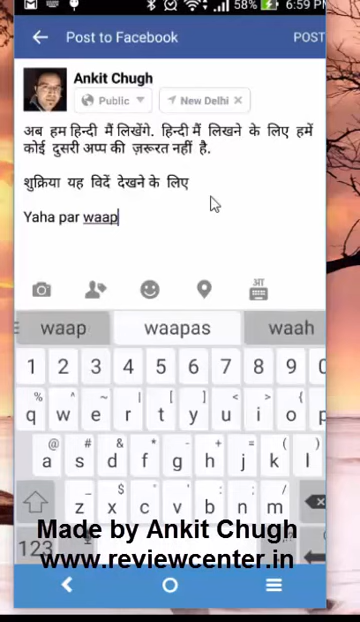 58% 6:59 PM
Post to Facebook POST
Ankit Chugh
Public New Delhi
अब हम हिन्दी मैं लिखेंगे. हिन्दी मैं लिखने के लिए हमें
कोई दुसरी अप्प की ज़रूरत नहीं है.
शुक्रिया यह विदें देखने के लिए
Yaha par waap
अा
waap waapas waah
1 2 3 4 5 6 7 8 9 0
% ^ ~ | [ ] < > {
q w e r t y u i o p
@ # & * - + = (
a s d f g h j k l
_ $ " ' : ; /
z x c v b n m
Made by Ankit Chugh
123
www.reviewcenter.in